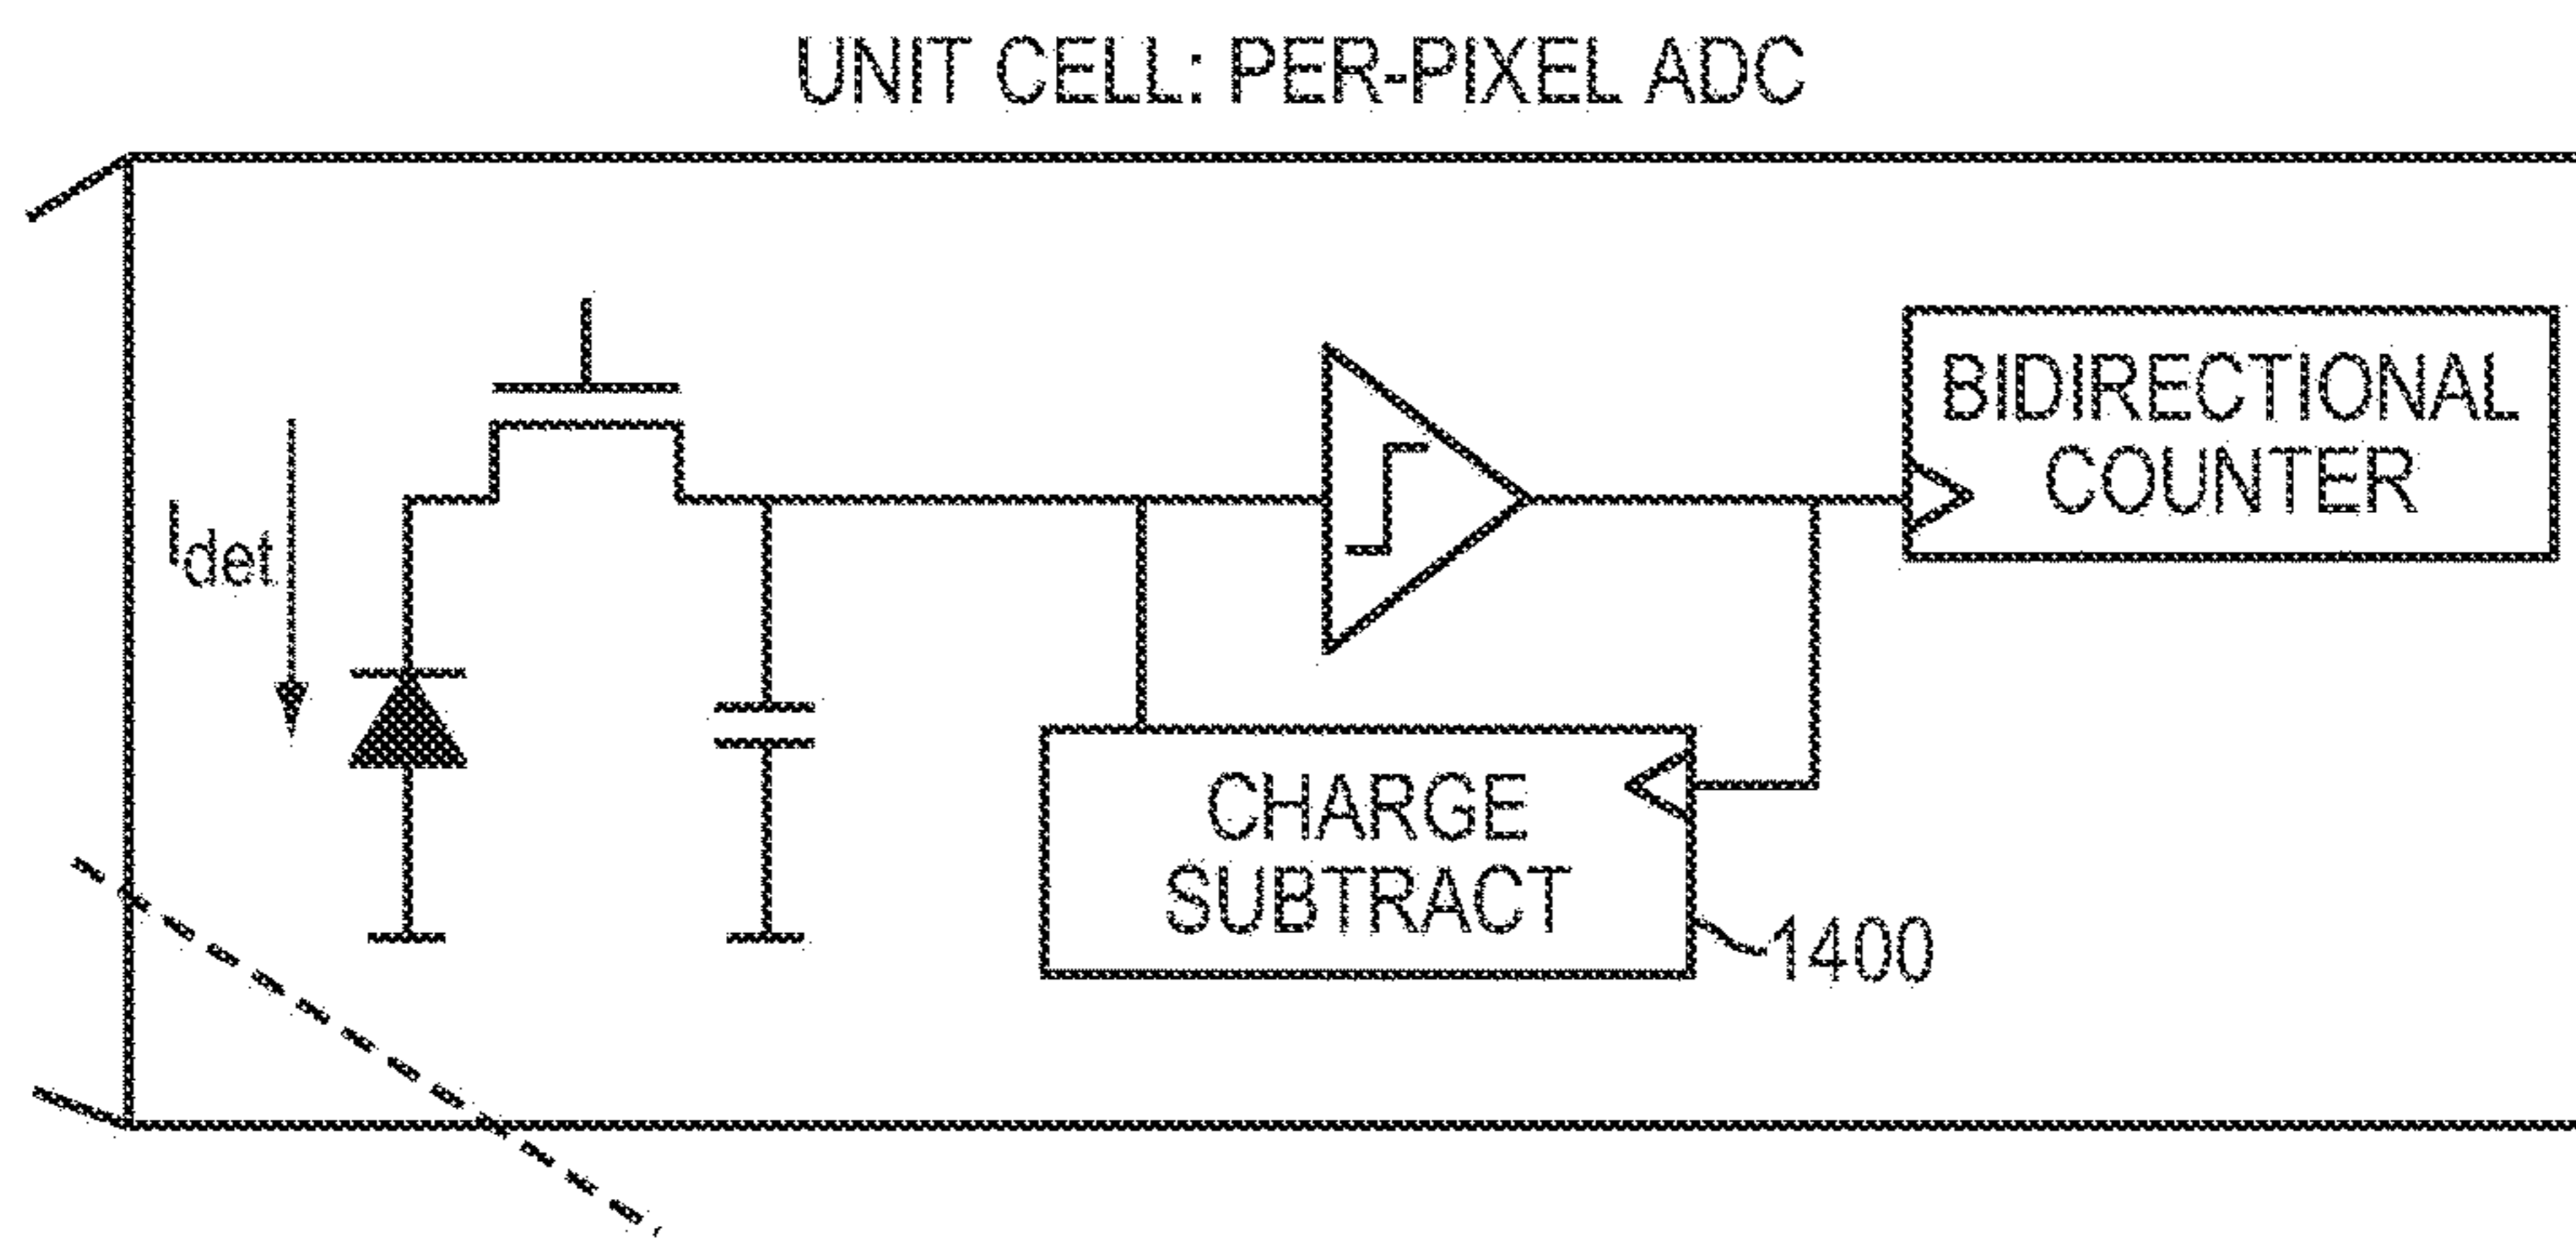 UNIT CELL: PER-PIXEL ADC
Idet
BIDIRECTIONAL
COUNTER
CHARGE
SUBTRACT
1400